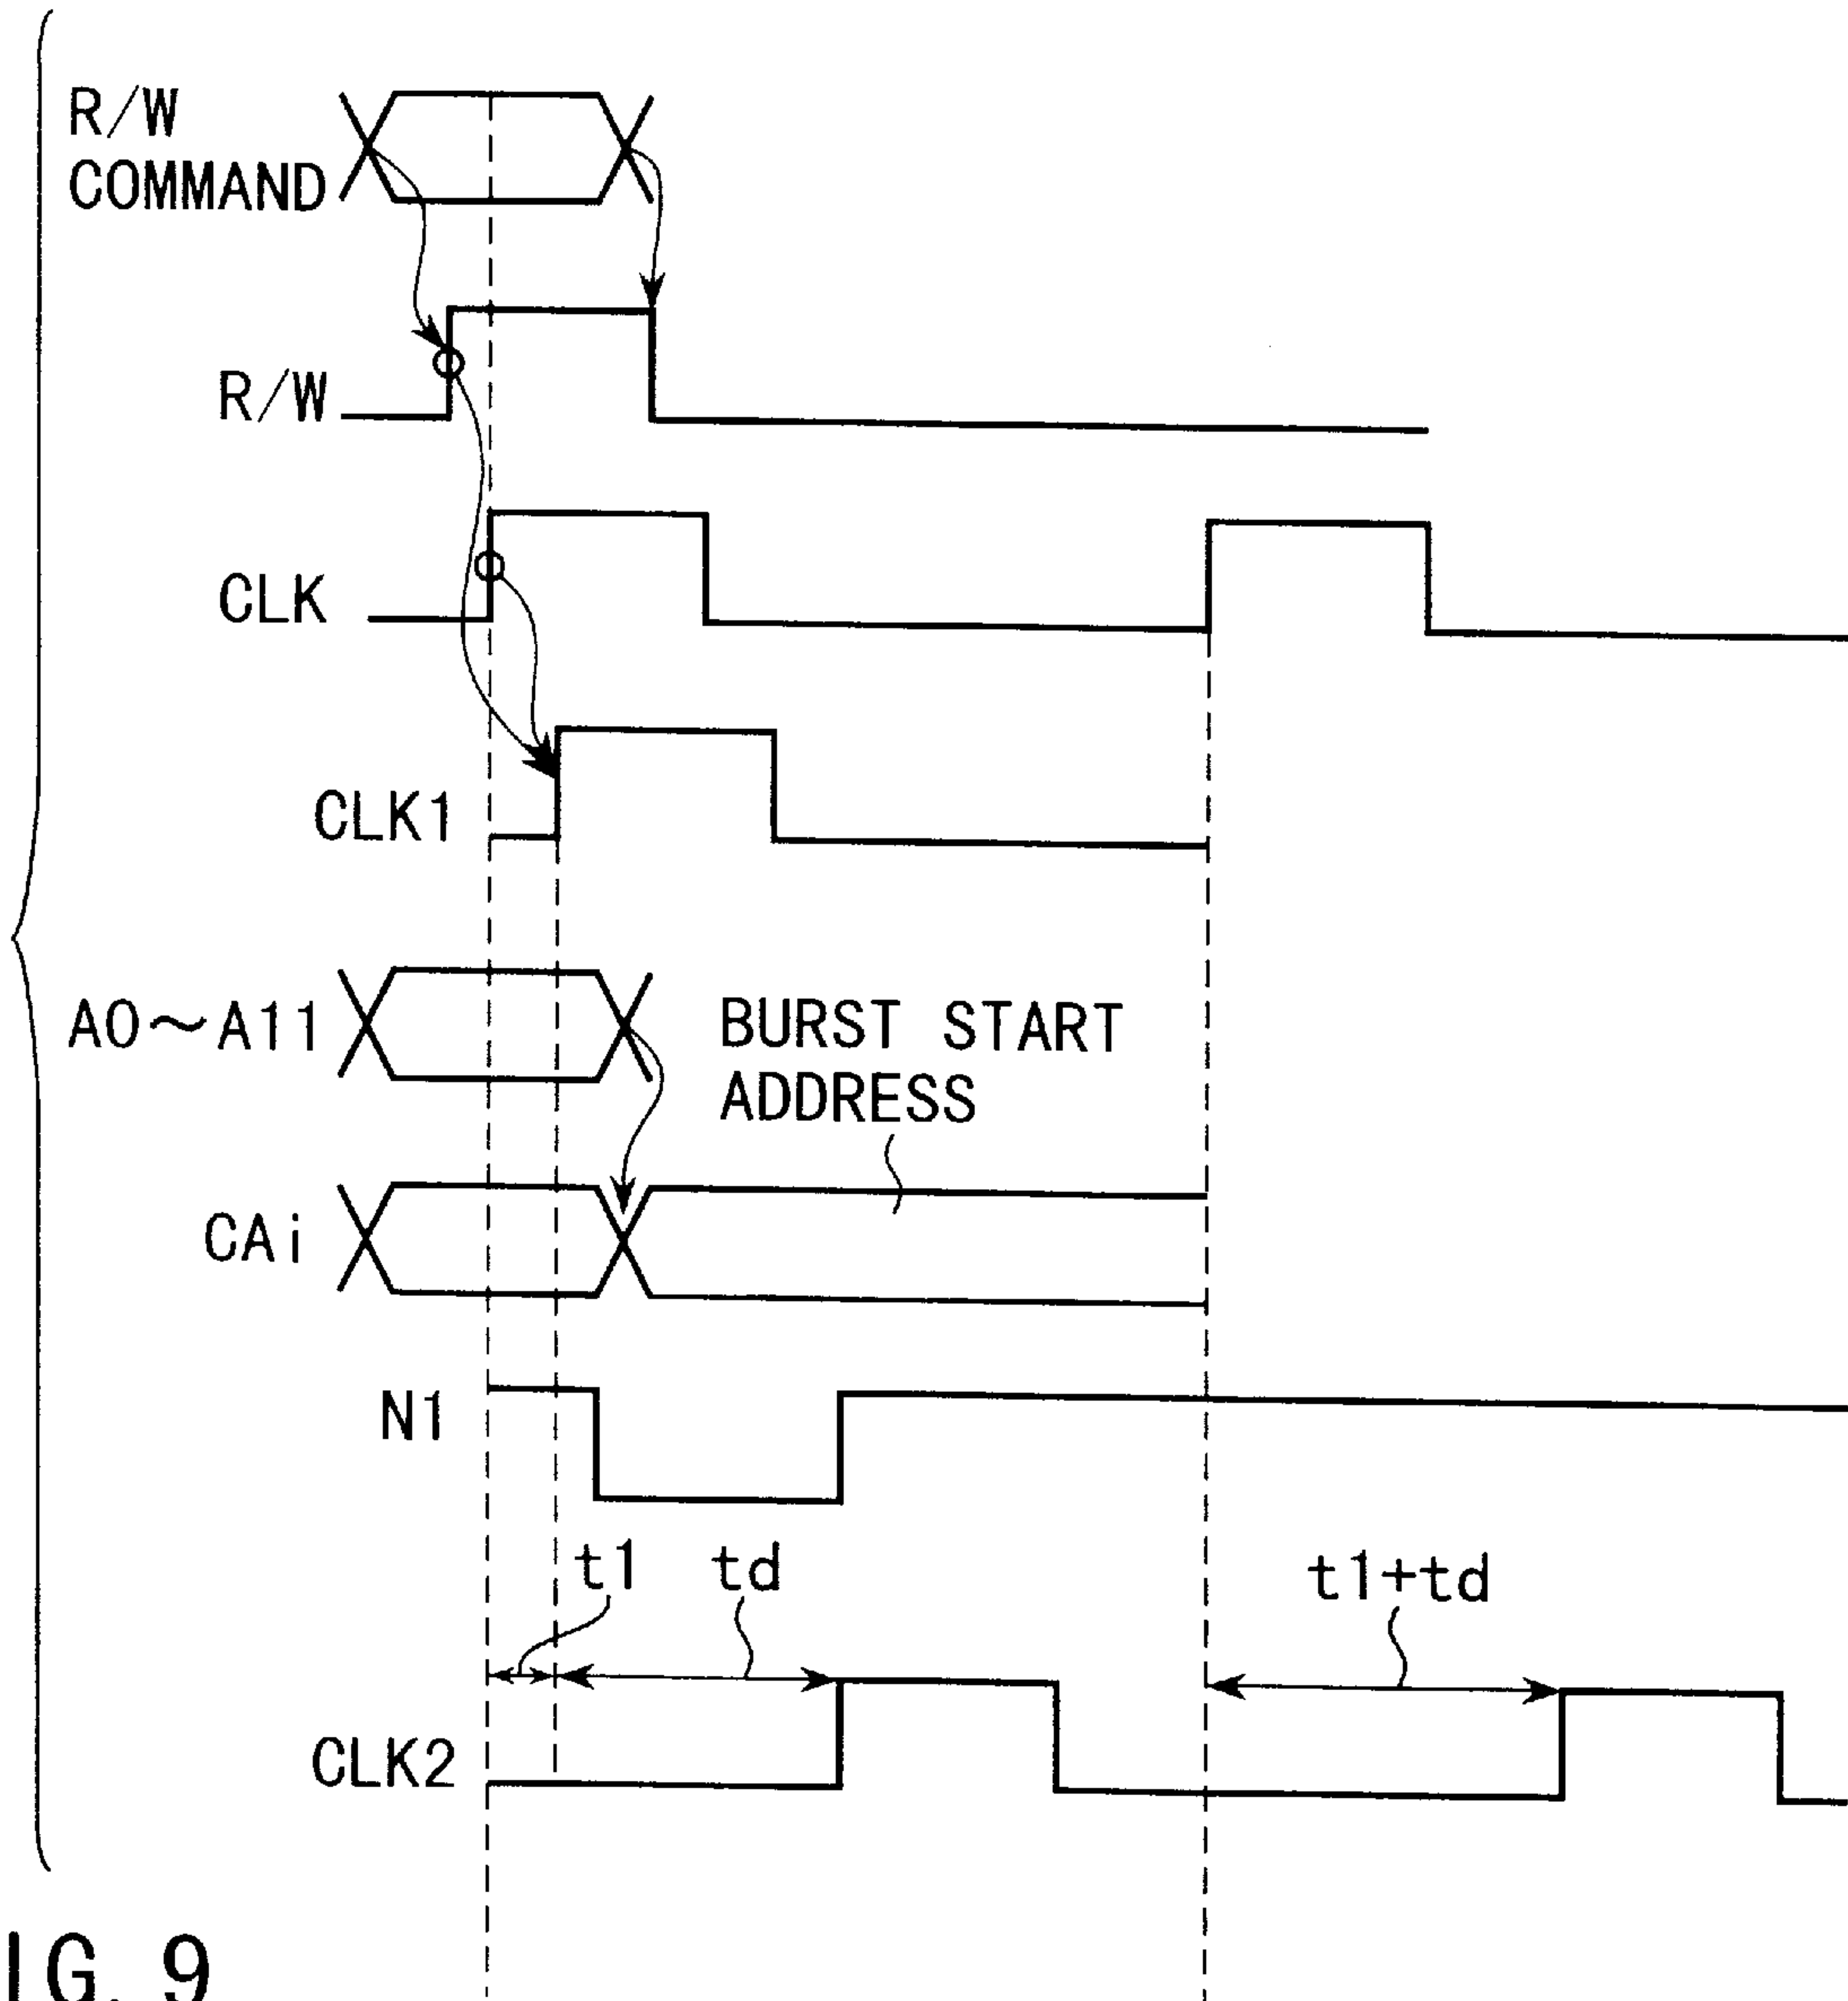 R/W
COMMAND
R/W
CLK
CLK1
A0～A11
BURST START
ADDRESS
CAi
N1
t1
td
t1+td
CLK2
IG. 9